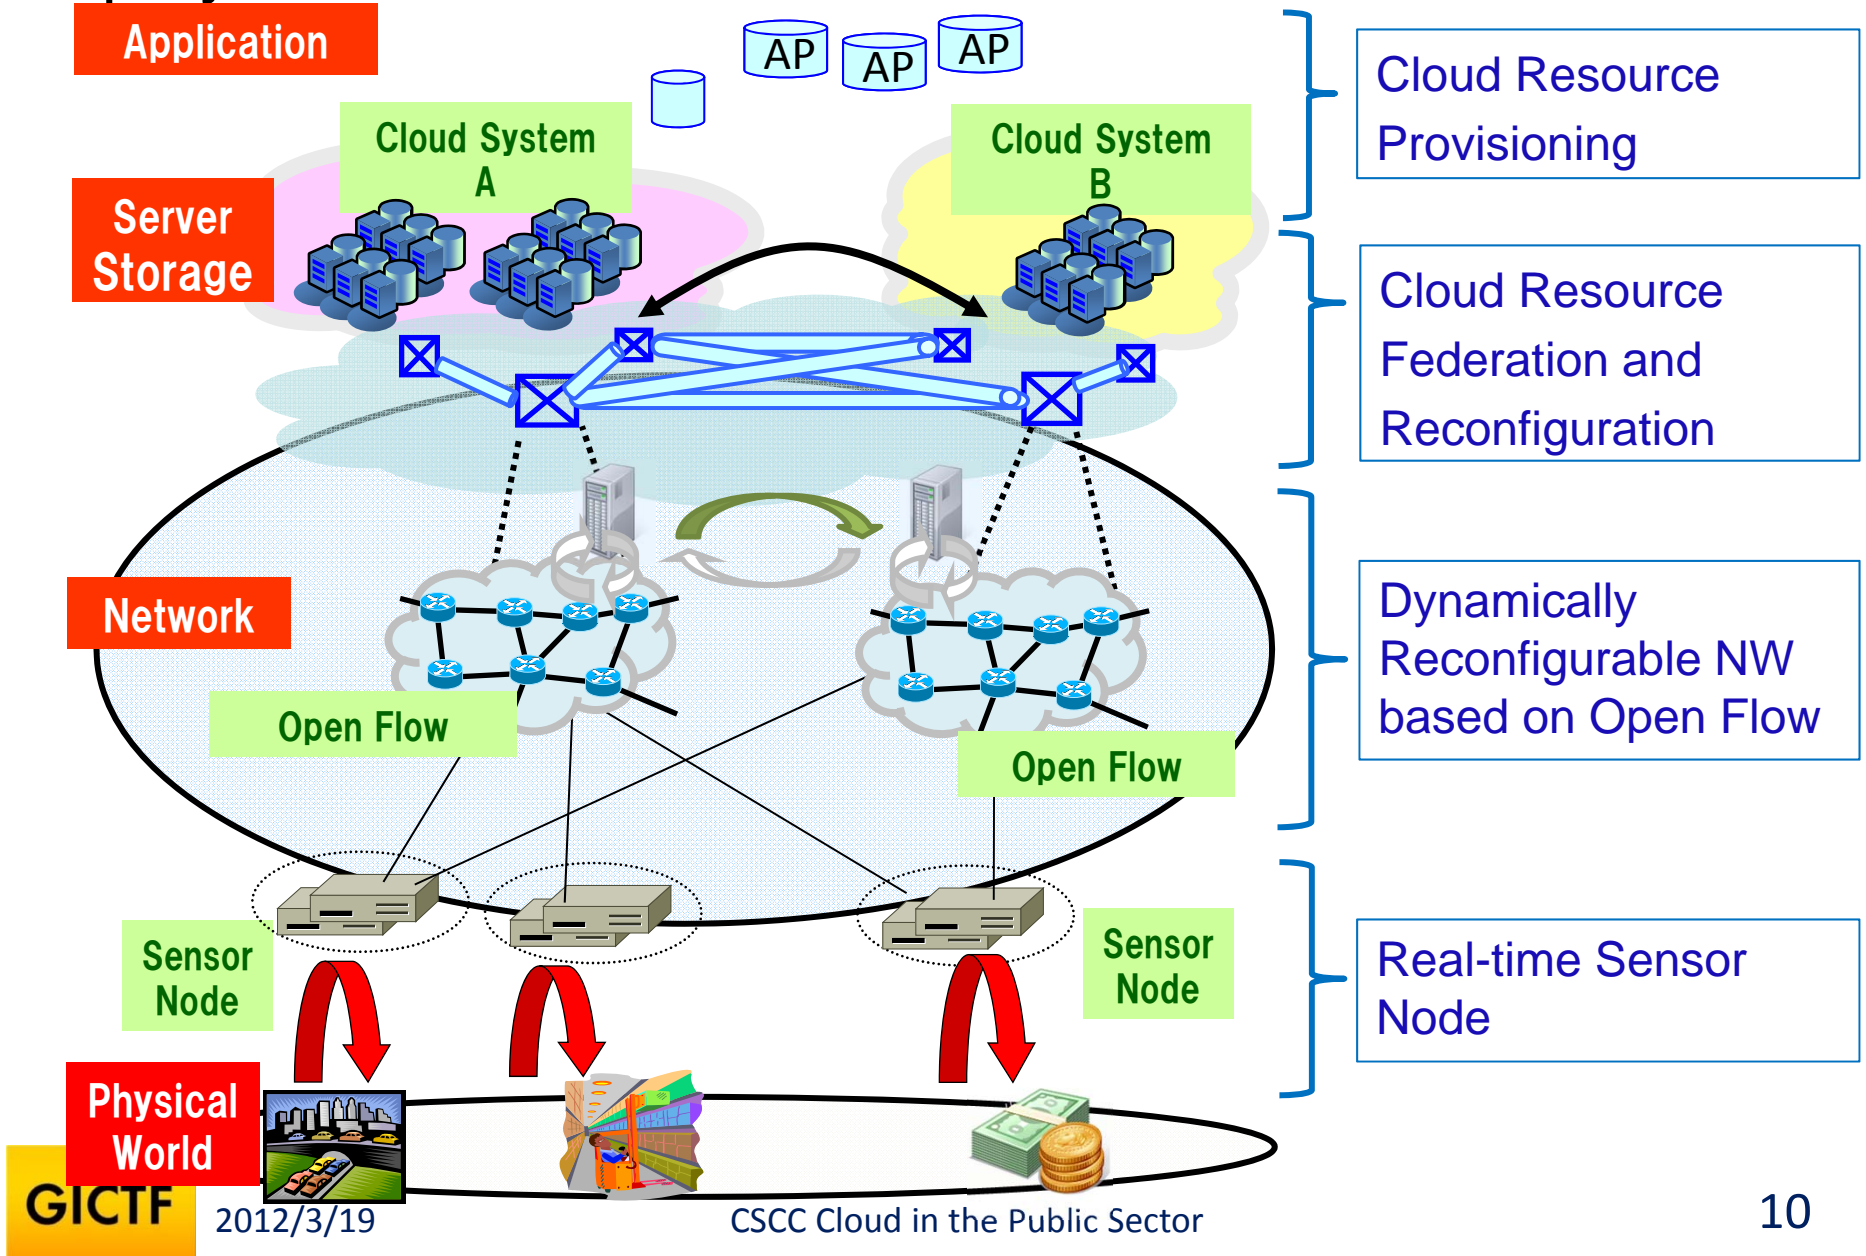 Application
AP
AP
AP
Cloud Resource
Provisioning
Cloud System
A
Cloud System
B
Server
Storage
Cloud Resource
Federation and
Reconfiguration
Network
Dynamically
Reconfigurable NW
based on Open Flow
Open Flow
Open Flow
Sensor
Node
Sensor
Node
Real-time Sensor
Node
Physical
World
GICTF
2012/3/19
CSCC Cloud in the Public Sector
10